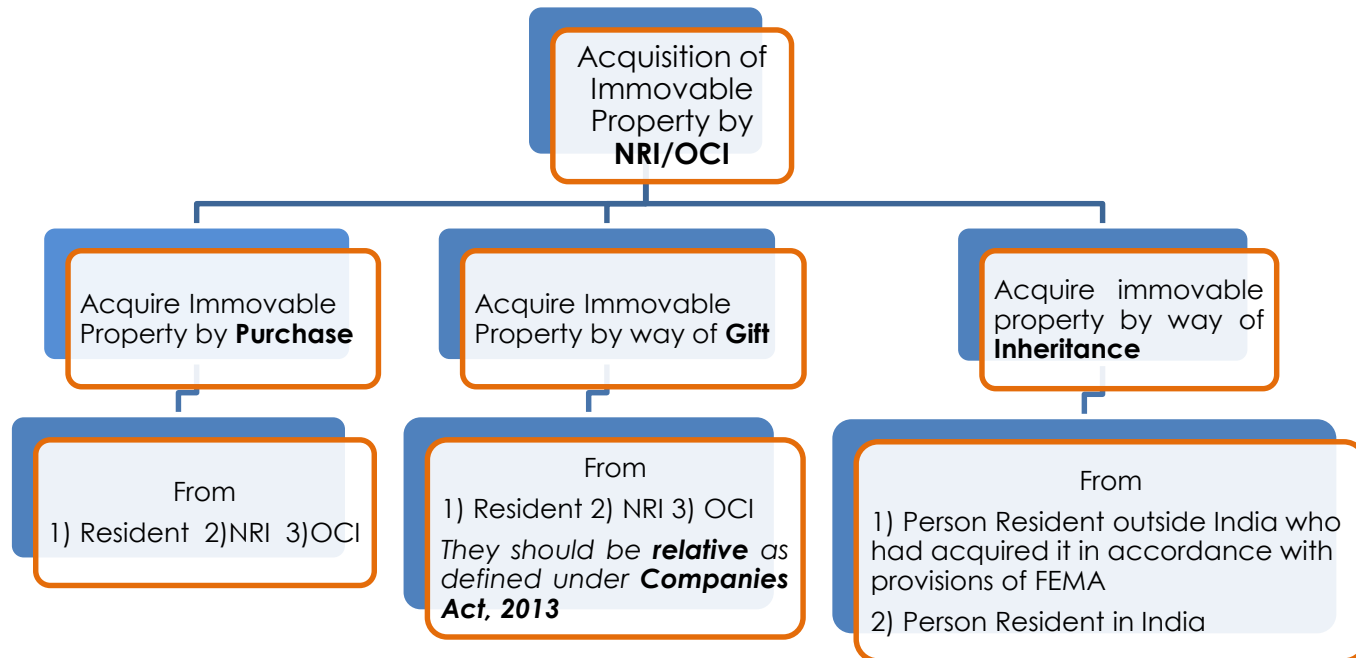 Acquisition of
Immovable
Property by
NRI/OCI
Acquire Immovable
Property by Purchase
Acquire Immovable
Property by way of Gift
Acquire immovable
property by way of
Inheritance
From
1) Resident 2)NRI 3)OCI
From
1) Resident 2) NRI 3) OCI
They should be relative as
defined under Companies
Act, 2013
From
1) Person Resident outside India who
had acquired it in accordance with
provisions of FEMA
2) Person Resident in India